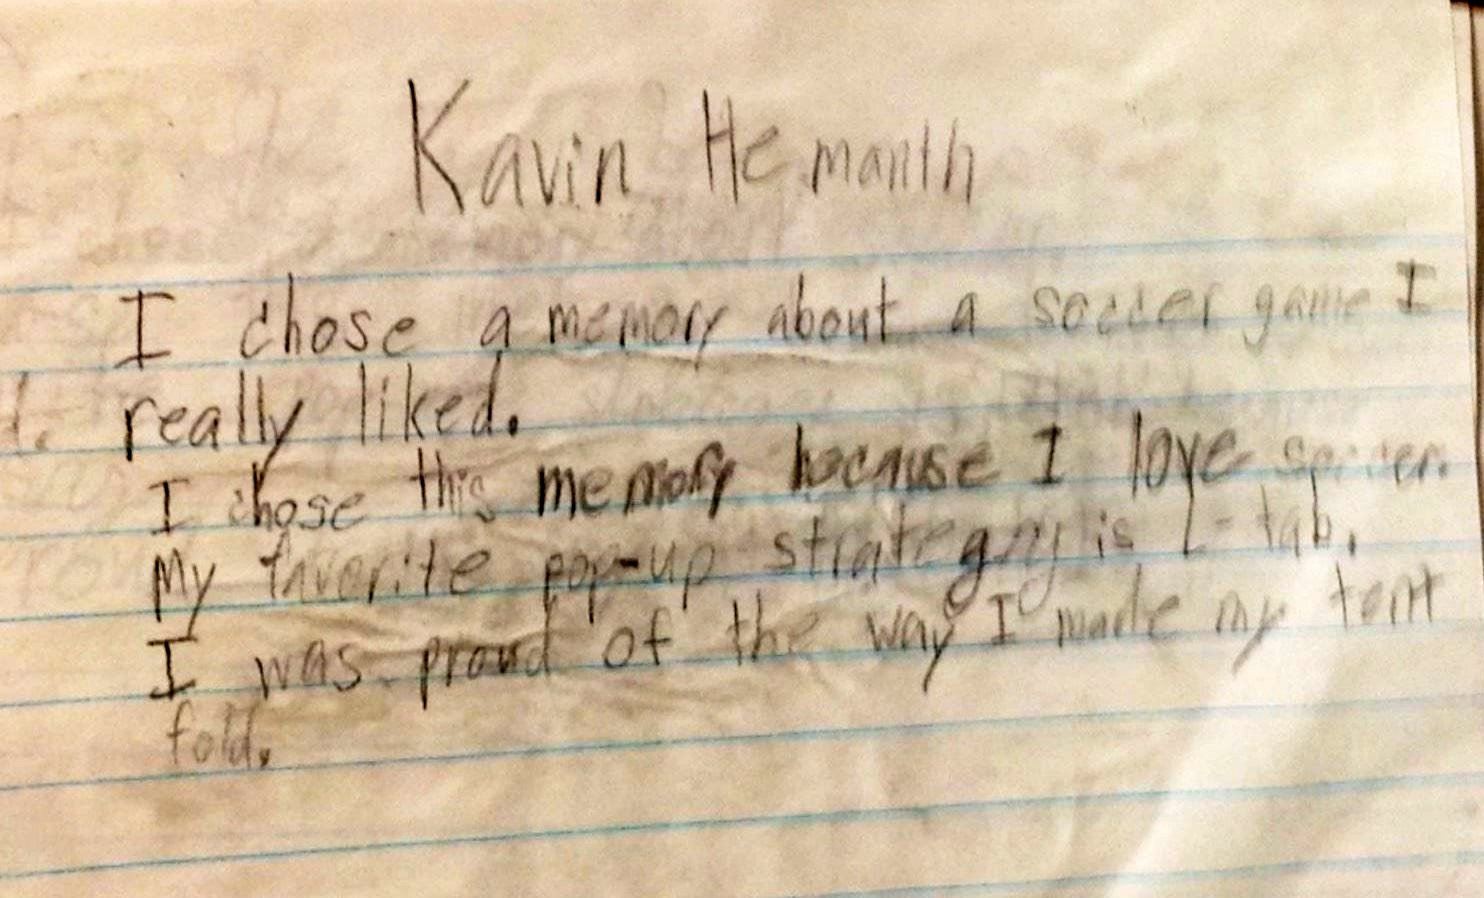 Kavin Hemanth
I chose a memory about a soccer game I
really liked.
I chose this memory because I love soccer.
My favorite pop-up strategy is L-tab.
I was proud of the way I made my tent
fold.